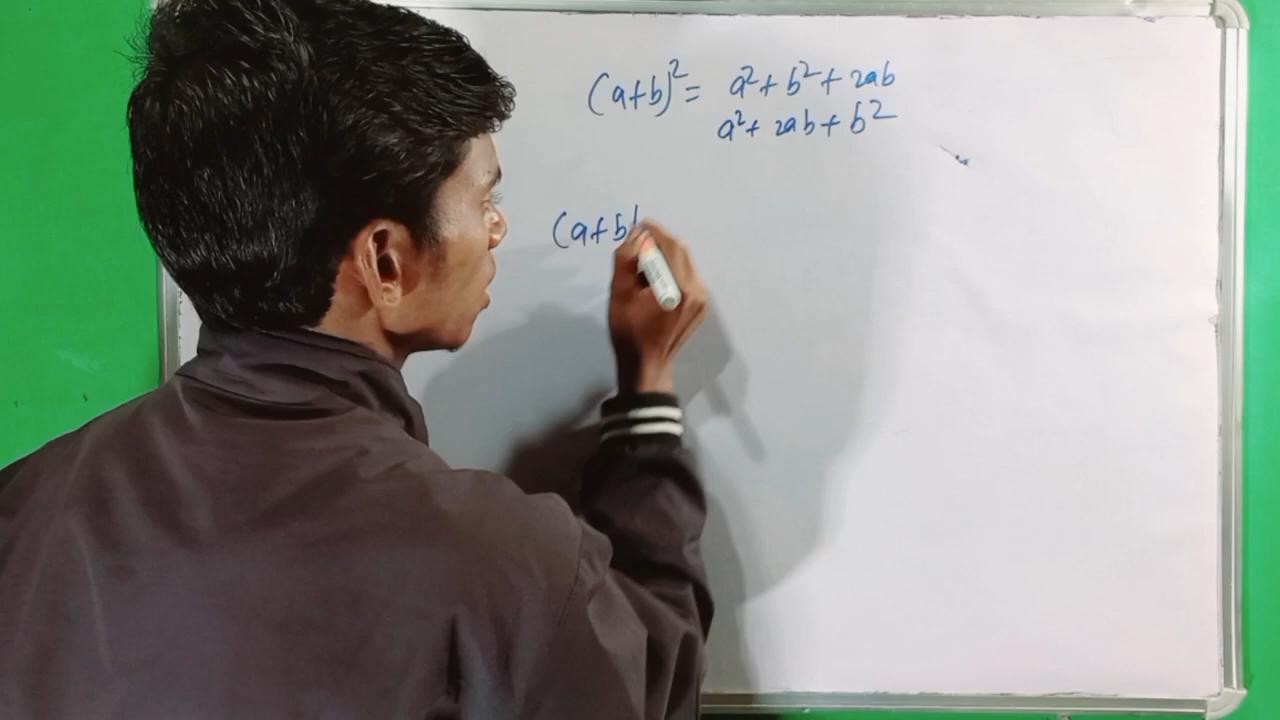 (a+b)² = a²+b²+2ab
a²+2ab+b²
(a+b)